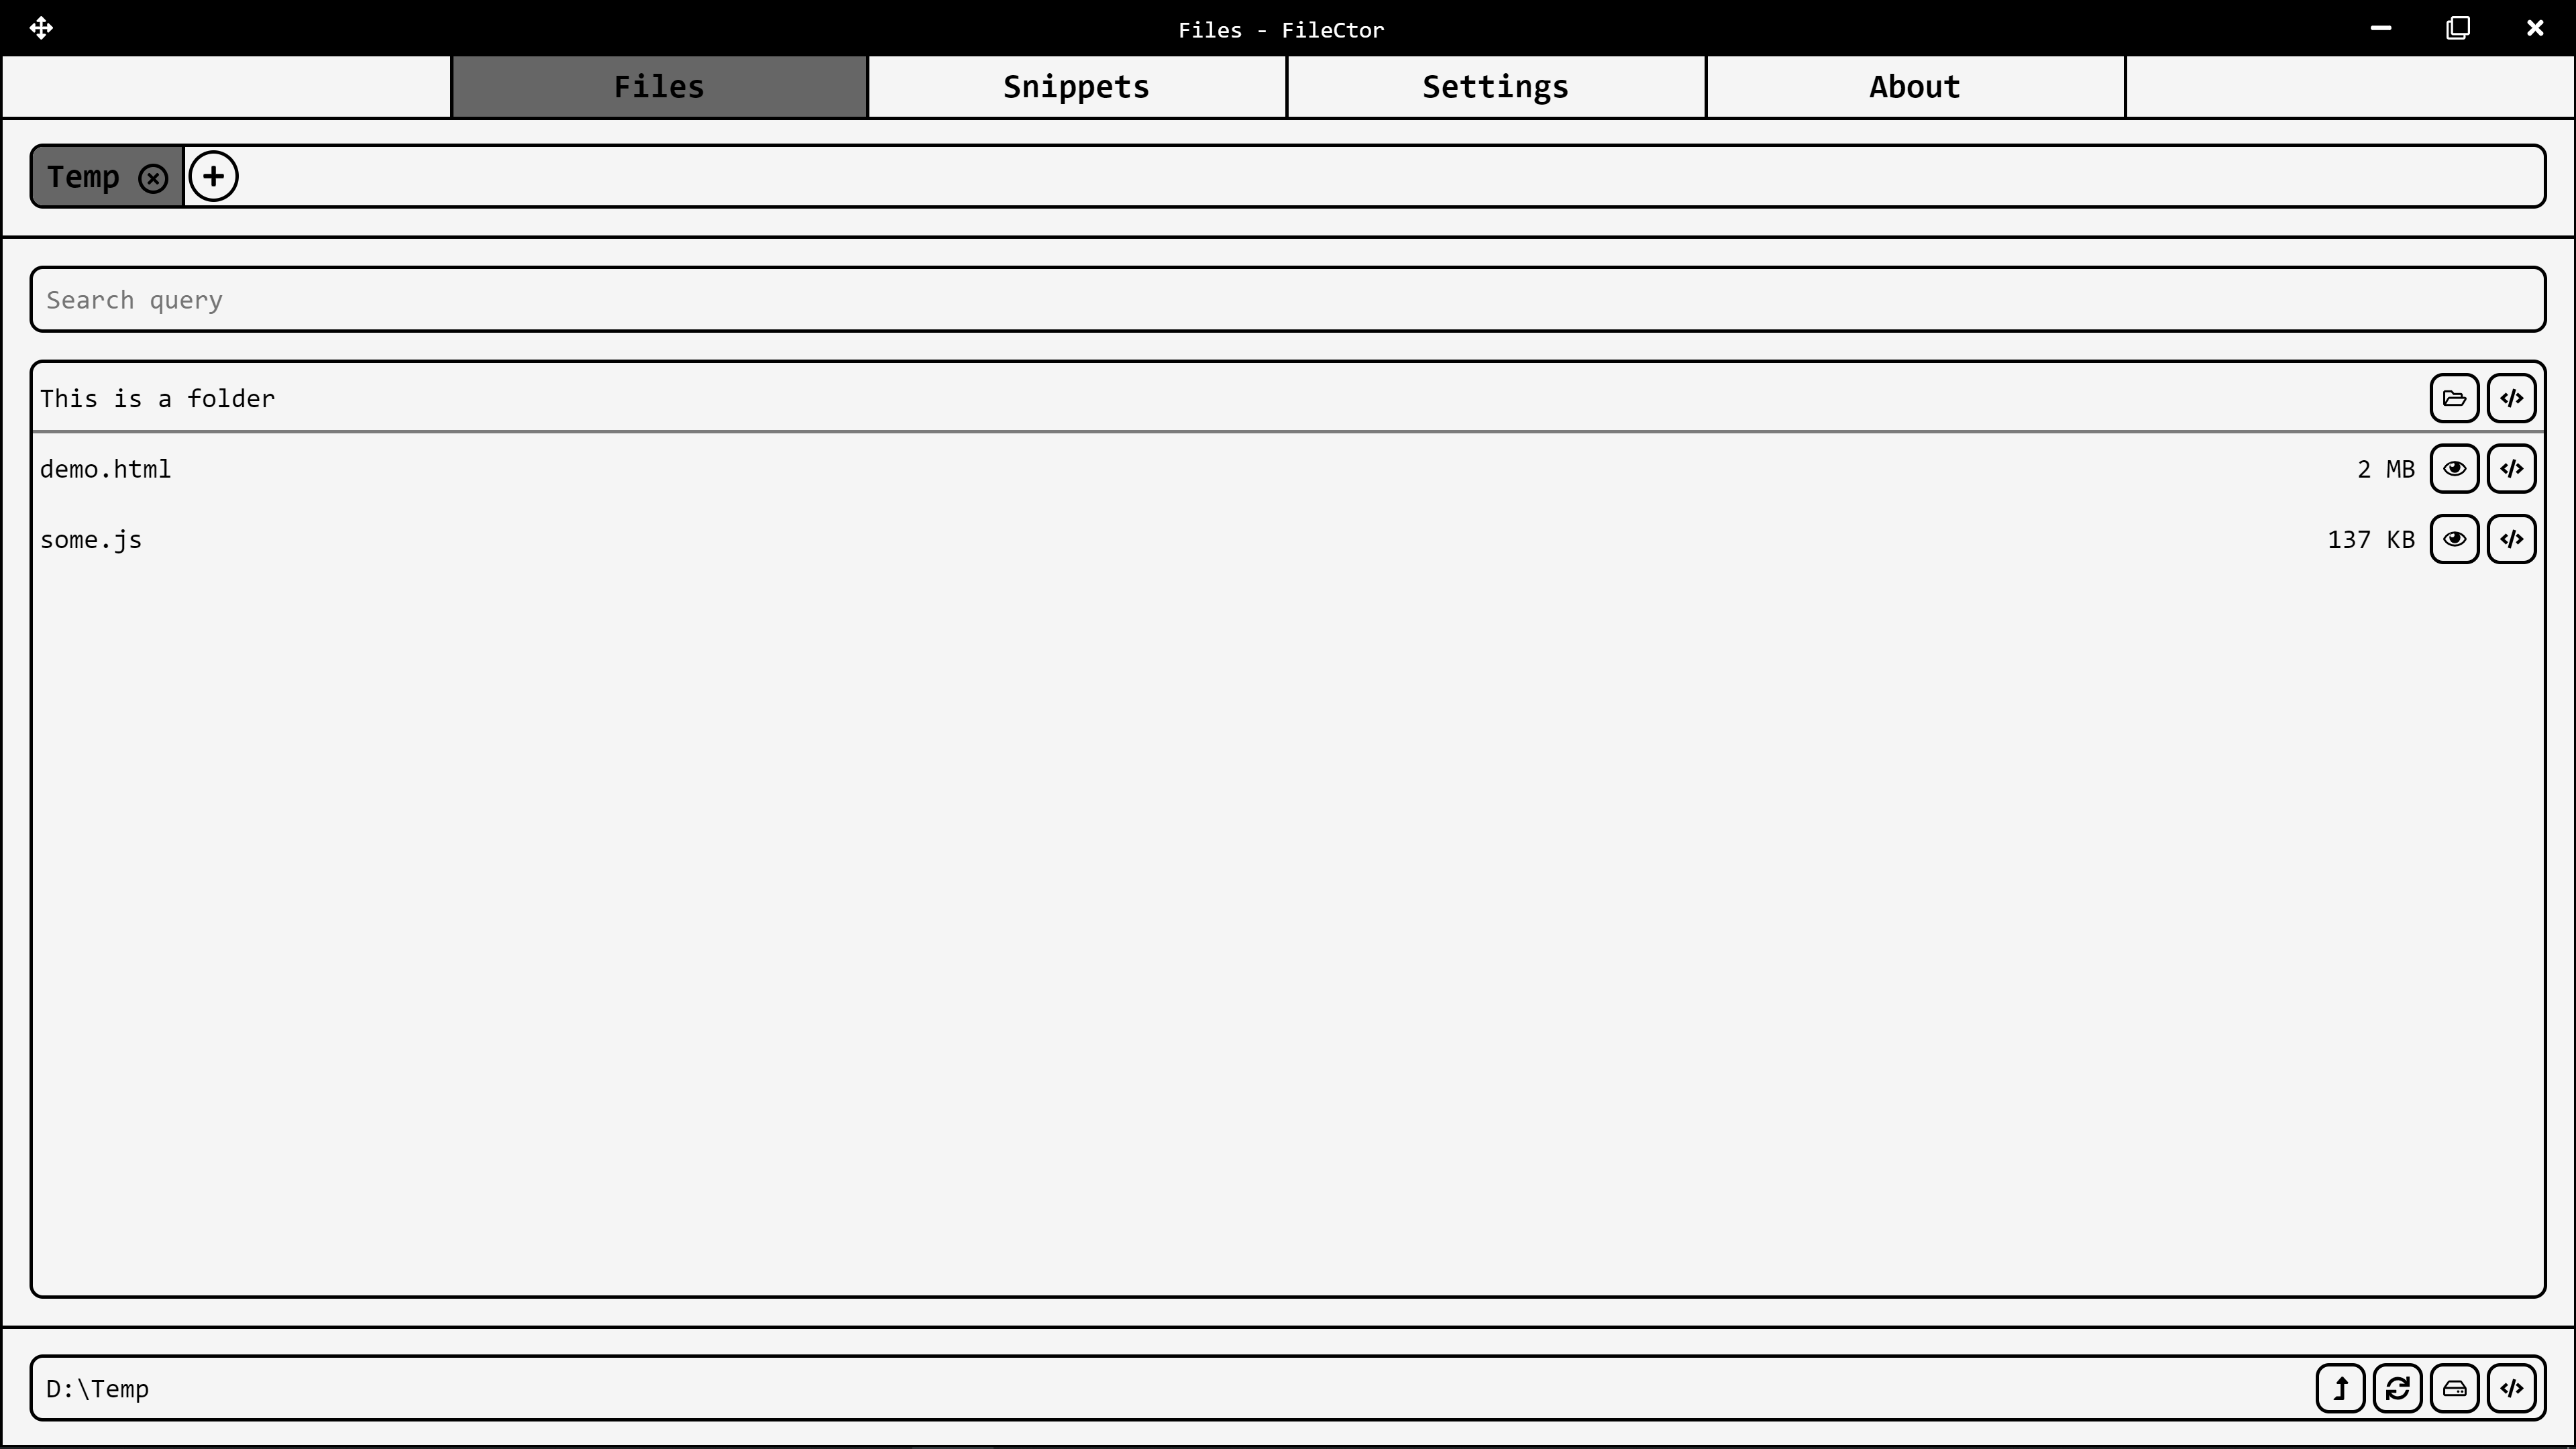 Files - FileCtor
Files Snippets Settings About
Temp
Search query
This is a folder
demo.html 2 MB
some.js 137 KB
D:\Temp